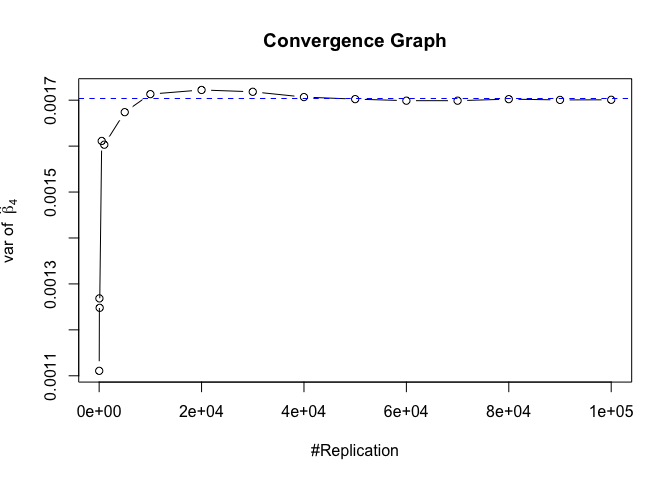 Convergence Graph
var of β̂₄
0.0011 0.0013 0.0015 0.0017
0e+00 2e+04 4e+04 6e+04 8e+04 1e+05
#Replication